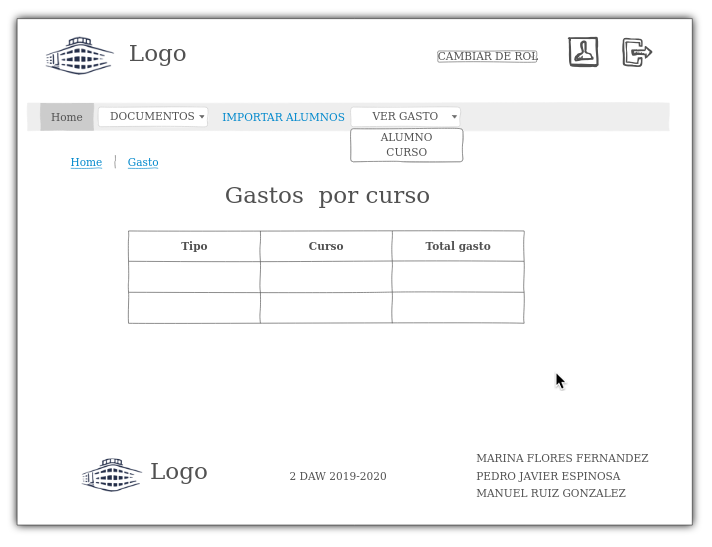 Logo
CAMBIAR DE ROL
Home DOCUMENTOS IMPORTAR ALUMNOS VER GASTO
ALUMNO
CURSO
Home Gasto
Gastos por curso
Tipo Curso Total gasto
Logo
2 DAW 2019-2020
MARINA FLORES FERNANDEZ
PEDRO JAVIER ESPINOSA
MANUEL RUIZ GONZALEZ